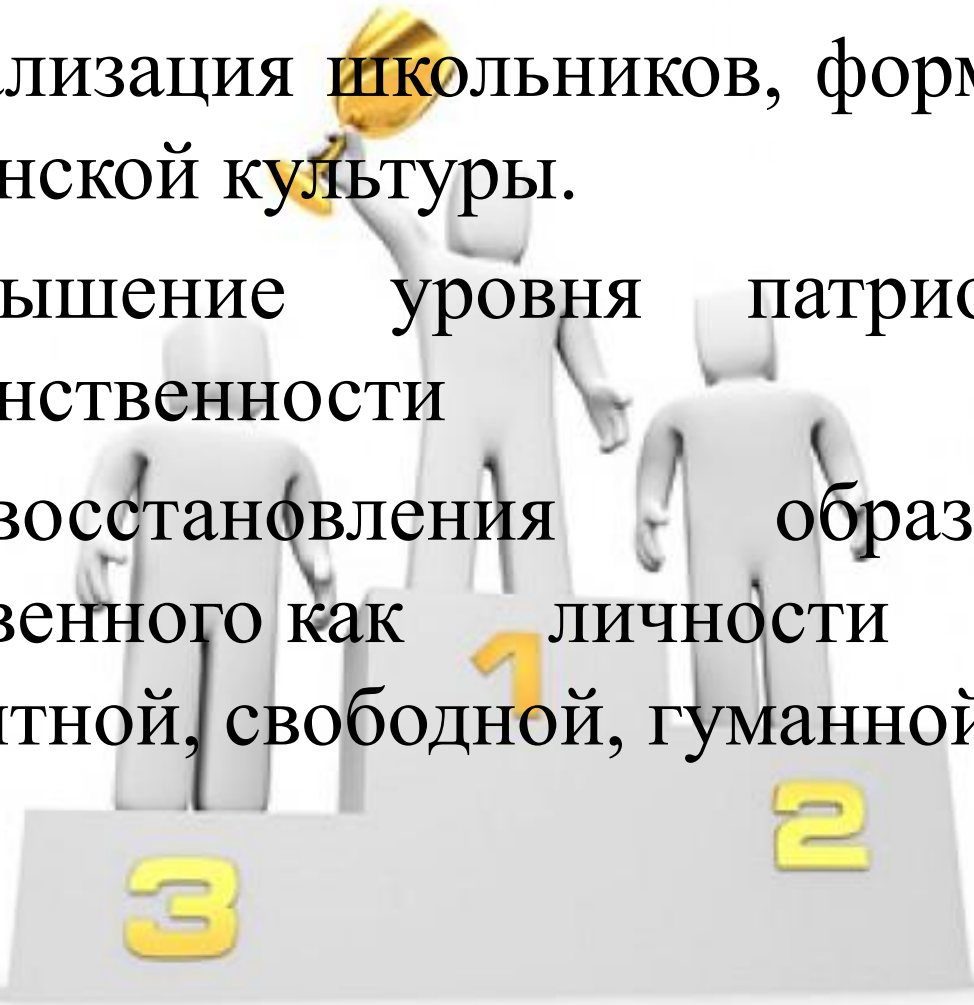 ализация школьников, форм
нской культуры.
ышение уровня патрио
нственности
восстановления образ
венного как личности
тной, свободной, гуманной
1
2
3